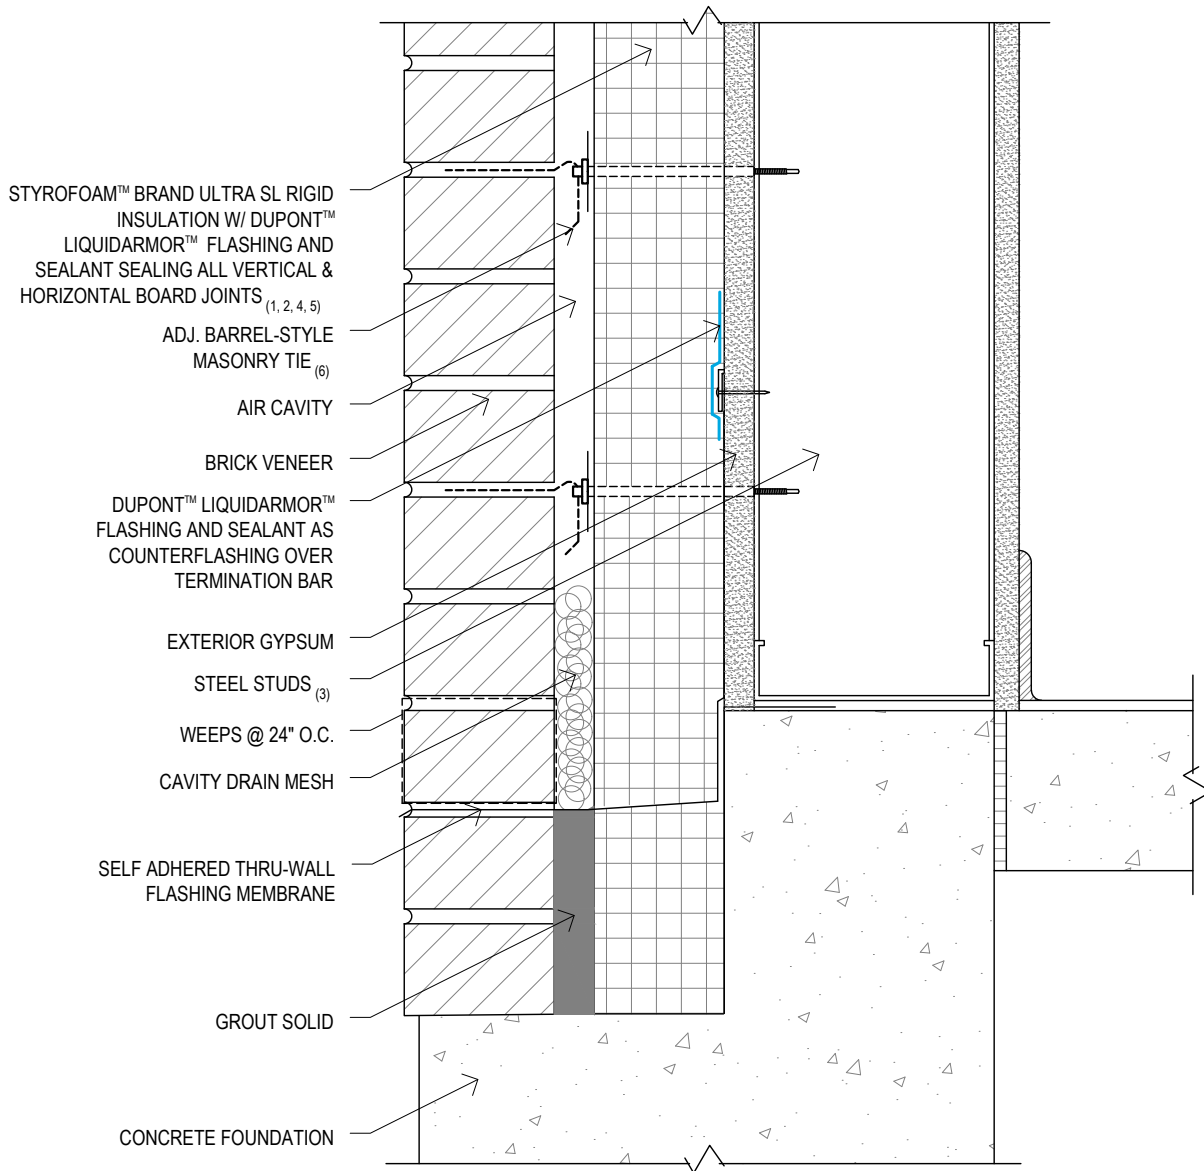 STYROFOAM™ BRAND ULTRA SL RIGID
INSULATION W/ DUPONT™
LIQUIDARMOR™ FLASHING AND
SEALANT SEALING ALL VERTICAL &
HORIZONTAL BOARD JOINTS (1, 2, 4, 5)
ADJ. BARREL-STYLE
MASONRY TIE (6)
AIR CAVITY
BRICK VENEER
DUPONT™ LIQUIDARMOR™
FLASHING AND SEALANT AS
COUNTERFLASHING OVER
TERMINATION BAR
EXTERIOR GYPSUM
STEEL STUDS (3)
WEEPS @ 24" O.C.
CAVITY DRAIN MESH
SELF ADHERED THRU-WALL
FLASHING MEMBRANE
GROUT SOLID
CONCRETE FOUNDATION